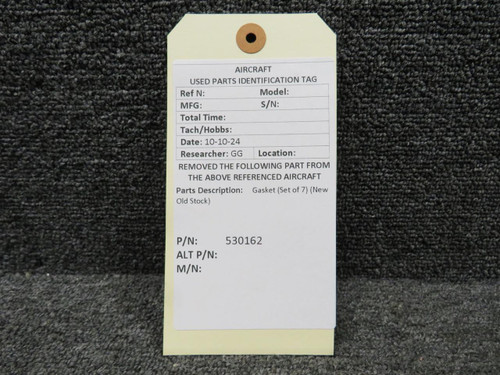 AIRCRAFT
USED PARTS IDENTIFICATION TAG
Ref N: Model:
MFG: S/N:
Total Time:
Tach/Hobbs:
Date: 10-10-24
Researcher: GG Location:
REMOVED THE FOLLOWING PART FROM
THE ABOVE REFERENCED AIRCRAFT
Parts Description: Gasket (Set of 7) (New
Old Stock)
P/N: 530162
ALT P/N:
M/N: